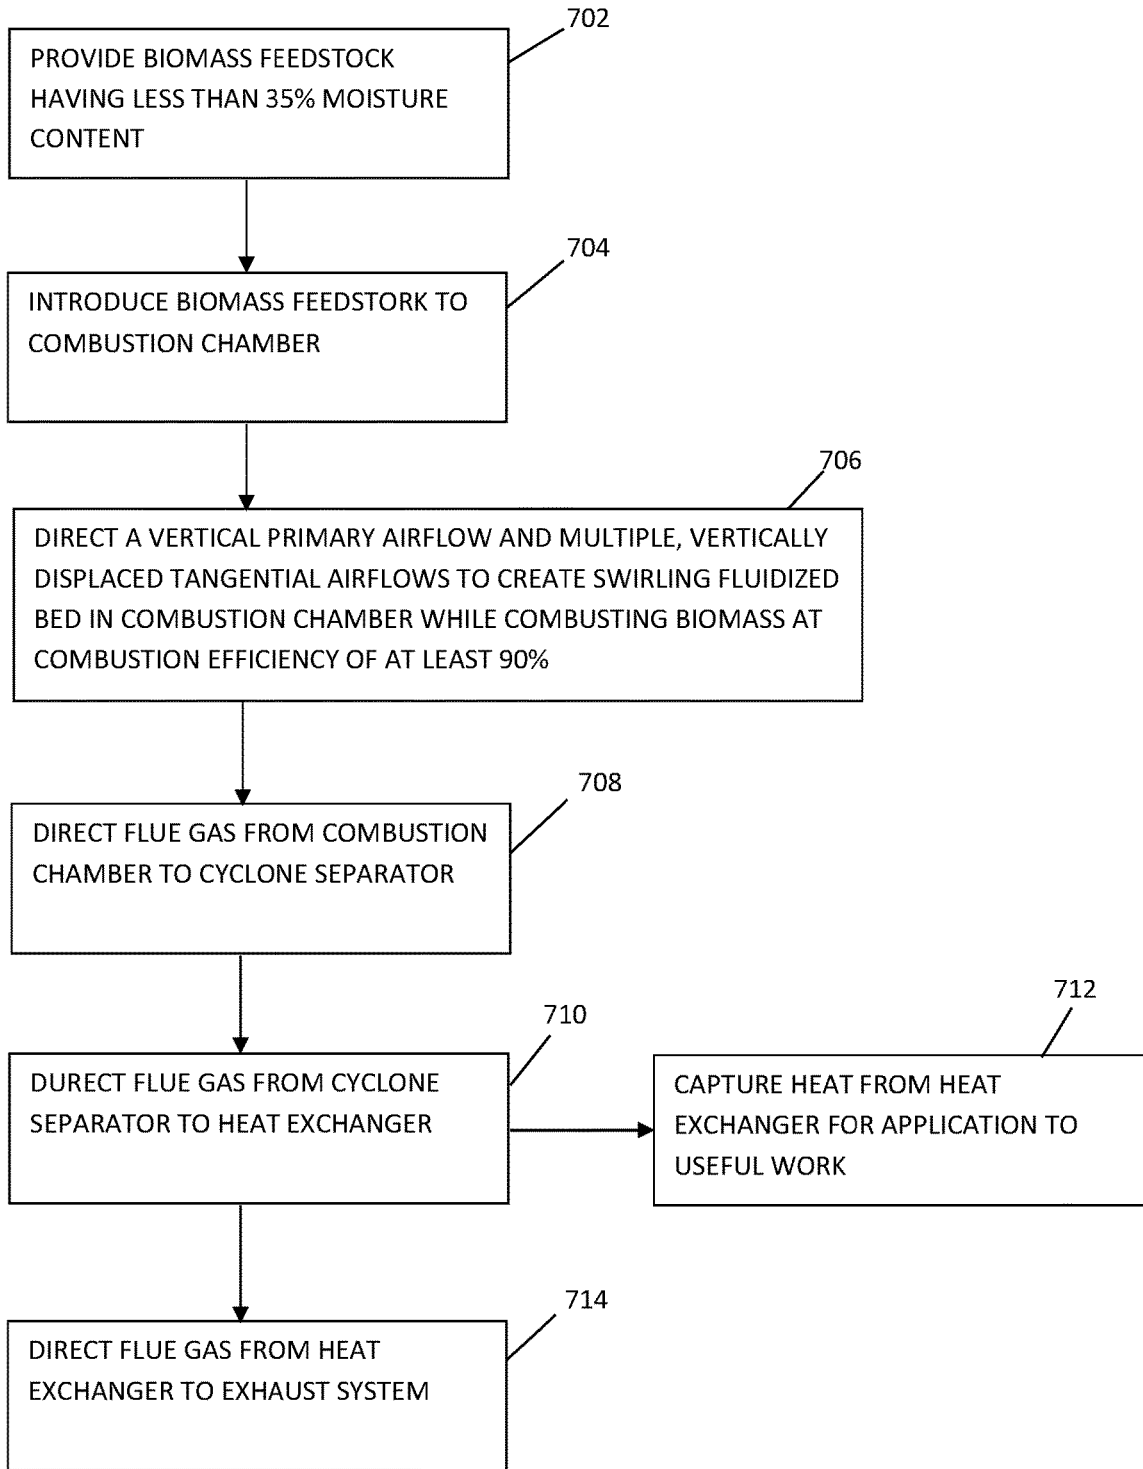 702
PROVIDE BIOMASS FEEDSTOCK
HAVING LESS THAN 35% MOISTURE
CONTENT
704
INTRODUCE BIOMASS FEEDSTORK TO
COMBUSTION CHAMBER
706
DIRECT A VERTICAL PRIMARY AIRFLOW AND MULTIPLE, VERTICALLY
DISPLACED TANGENTIAL AIRFLOWS TO CREATE SWIRLING FLUIDIZED
BED IN COMBUSTION CHAMBER WHILE COMBUSTING BIOMASS AT
COMBUSTION EFFICIENCY OF AT LEAST 90%
708
DIRECT FLUE GAS FROM COMBUSTION
CHAMBER TO CYCLONE SEPARATOR
710
DURECT FLUE GAS FROM CYCLONE
SEPARATOR TO HEAT EXCHANGER
712
CAPTURE HEAT FROM HEAT
EXCHANGER FOR APPLICATION TO
USEFUL WORK
714
DIRECT FLUE GAS FROM HEAT
EXCHANGER TO EXHAUST SYSTEM